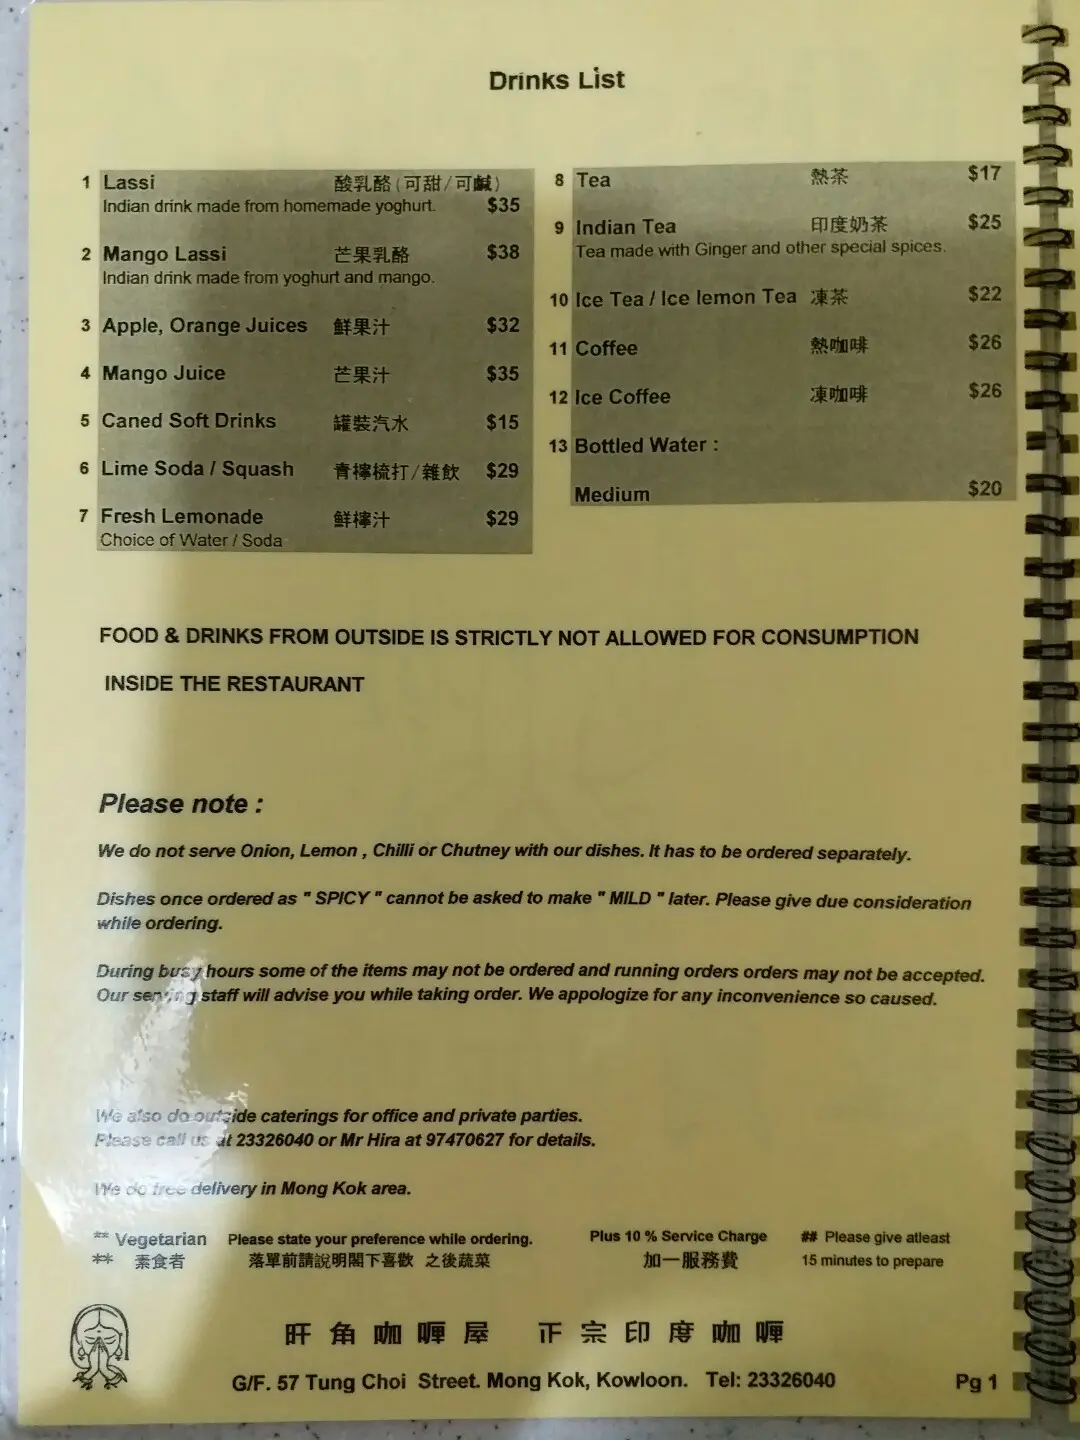 Drinks List
1 Lassi 酸乳酪(可甜/可鹹)
Indian drink made from homemade yoghurt. $35
2 Mango Lassi 芒果乳酪 $38
Indian drink made from yoghurt and mango.
3 Apple, Orange Juices 鮮果汁 $32
4 Mango Juice 芒果汁 $35
5 Caned Soft Drinks 罐裝汽水 $15
6 Lime Soda / Squash 青檸梳打/雜飲 $29
7 Fresh Lemonade 鮮檸汁 $29
Choice of Water / Soda
8 Tea 熱茶 $17
9 Indian Tea 印度奶茶 $25
Tea made with Ginger and other special spices.
10 Ice Tea / Ice lemon Tea 凍茶 $22
11 Coffee 熱咖啡 $26
12 Ice Coffee 凍咖啡 $26
13 Bottled Water :
Medium $20
FOOD & DRINKS FROM OUTSIDE IS STRICTLY NOT ALLOWED FOR CONSUMPTION
INSIDE THE RESTAURANT
Please note :
We do not serve Onion, Lemon , Chilli or Chutney with our dishes. It has to be ordered separately.
Dishes once ordered as " SPICY " cannot be asked to make " MILD " later. Please give due consideration
while ordering.
During busy hours some of the items may not be ordered and running orders orders may not be accepted.
Our serving staff will advise you while taking order. We appologize for any inconvenience so caused.
We also do outside caterings for office and private parties.
Please call us at 23326040 or Mr Hira at 97470627 for details.
We do free delivery in Mong Kok area.
** Vegetarian Please state your preference while ordering. Plus 10 % Service Charge ## Please give atleast
** 素食者 落單前請說明閣下喜歡 之後蔬菜 加一服務費 15 minutes to prepare
旺角咖喱屋 正宗印度咖喱
G/F. 57 Tung Choi Street. Mong Kok, Kowloon. Tel: 23326040 Pg 1